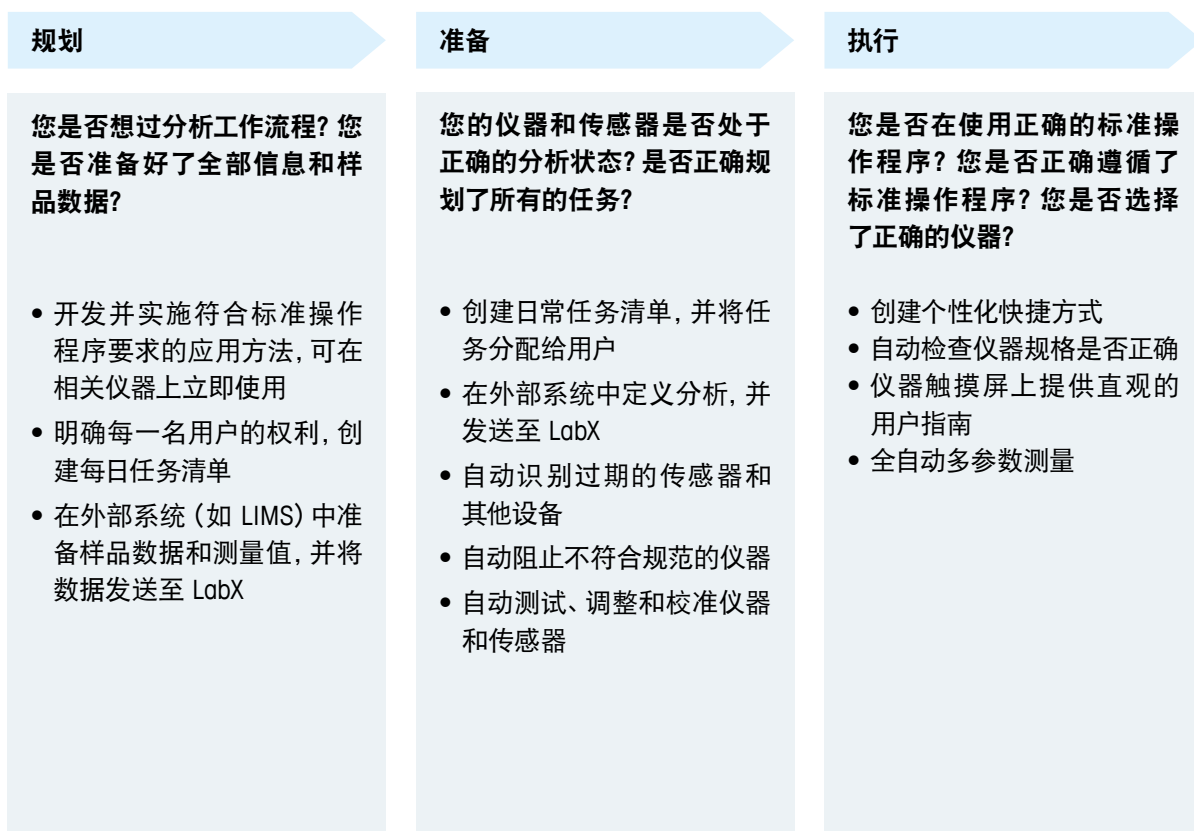 规划
您是否想过分析工作流程？您
是否准备好了全部信息和样
品数据？
• 开发并实施符合标准操作
程序要求的应用方法，可在
相关仪器上立即使用
• 明确每一名用户的权利，创
建每日任务清单
• 在外部系统（如 LIMS）中准
备样品数据和测量值，并将
数据发送至 LabX
准备
您的仪器和传感器是否处于
正确的分析状态？是否正确规
划了所有的任务？
• 创建日常任务清单，并将任
务分配给用户
• 在外部系统中定义分析，并
发送至 LabX
• 自动识别过期的传感器和
其他设备
• 自动阻止不符合规范的仪器
• 自动测试、调整和校准仪器
和传感器
执行
您是否在使用正确的标准操
作程序？您是否正确遵循了
标准操作程序？您是否选择
了正确的仪器？
• 创建个性化快捷方式
• 自动检查仪器规格是否正确
• 仪器触摸屏上提供直观的
用户指南
• 全自动多参数测量